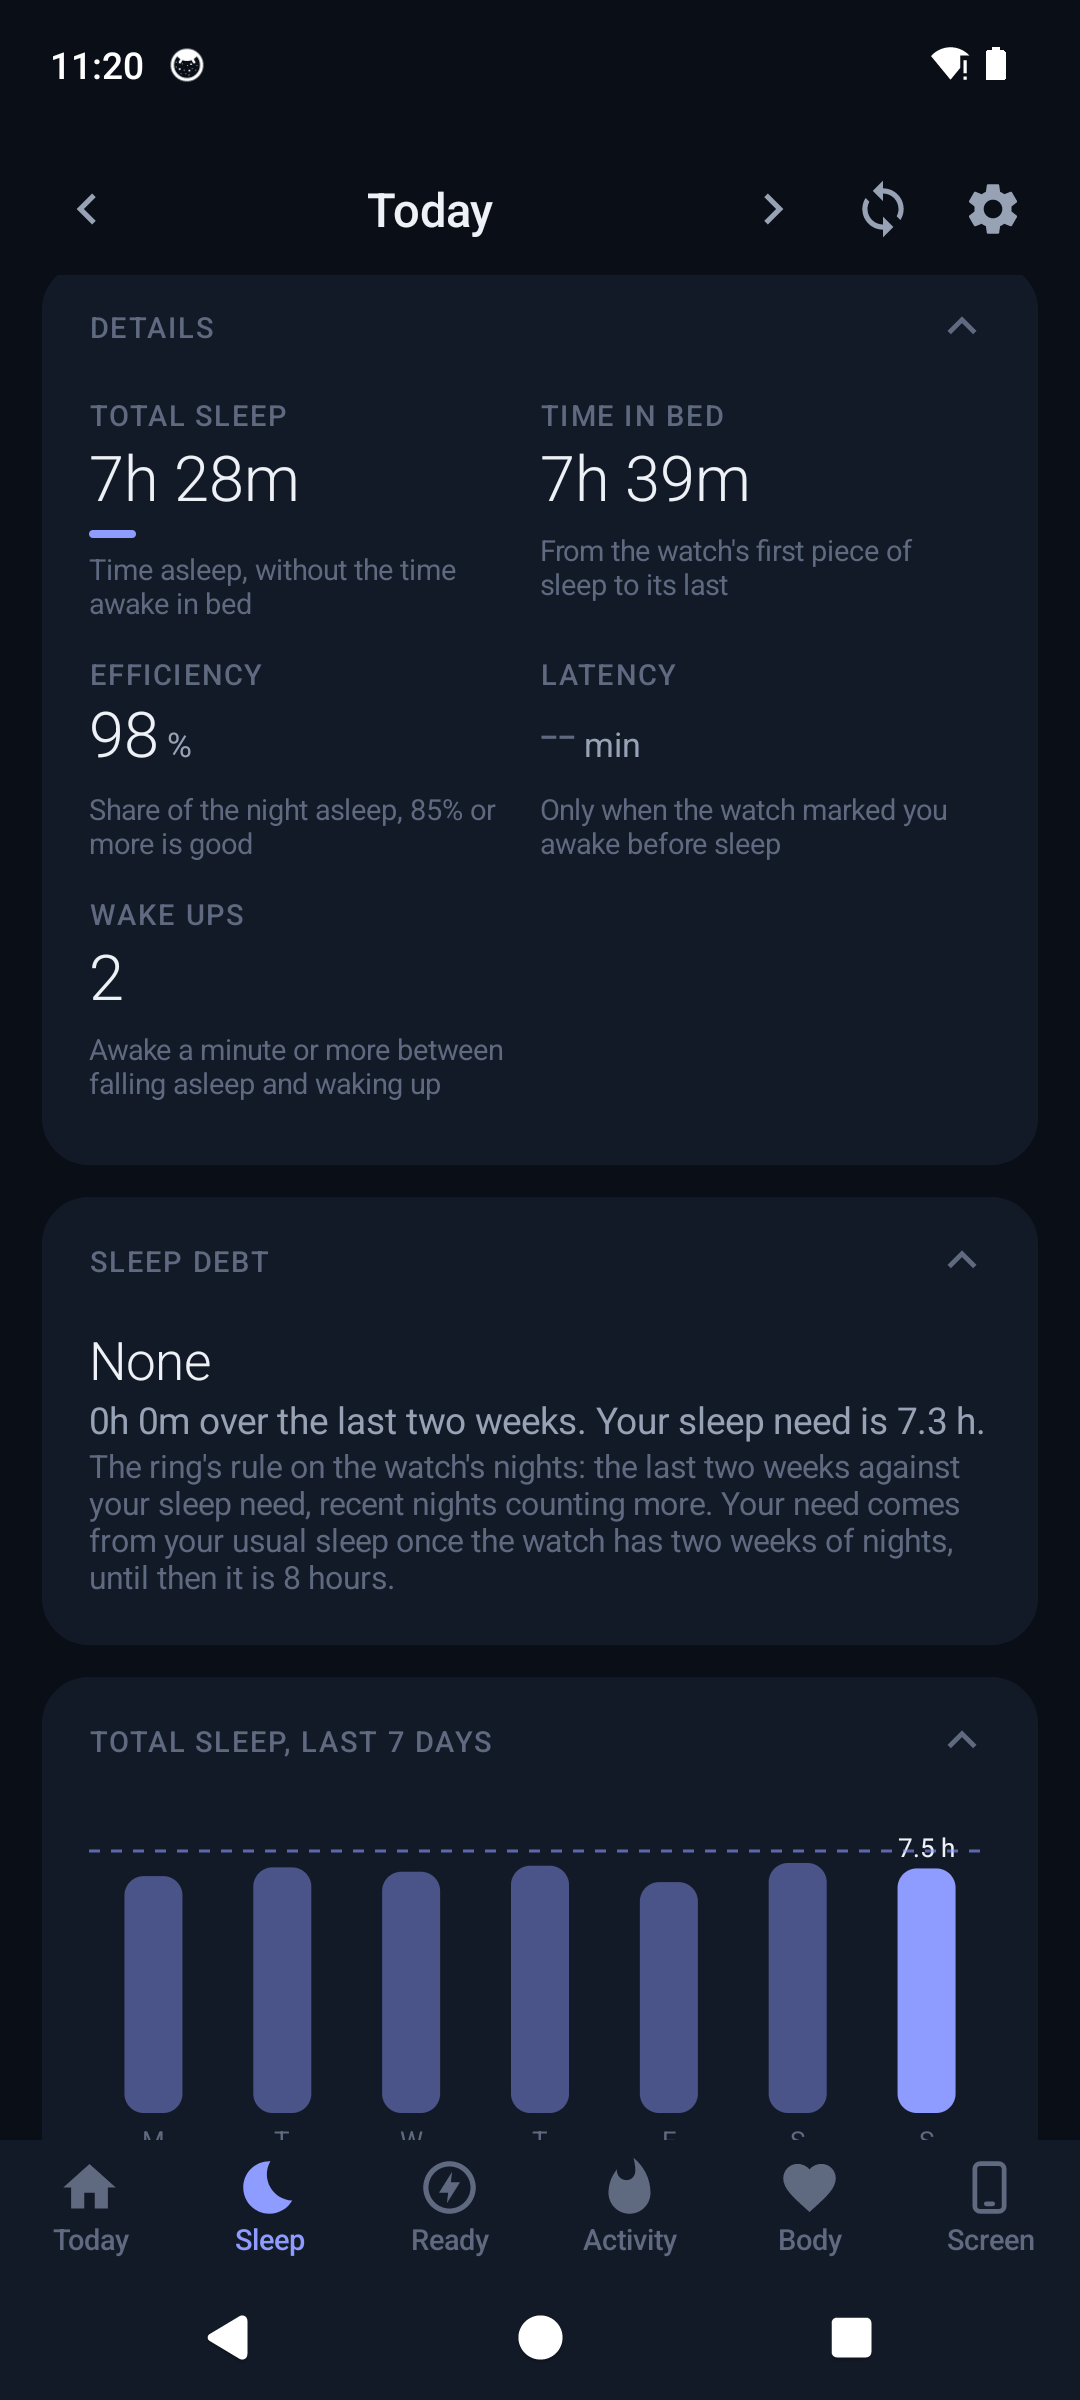 11:20
Today
DETAILS
TOTAL SLEEP
7h 28m
Time asleep, without the time
awake in bed
TIME IN BED
7h 39m
From the watch's first piece of
sleep to its last
EFFICIENCY
98 %
Share of the night asleep, 85% or
more is good
LATENCY
-- min
Only when the watch marked you
awake before sleep
WAKE UPS
2
Awake a minute or more between
falling asleep and waking up
SLEEP DEBT
None
0h 0m over the last two weeks. Your sleep need is 7.3 h.
The ring's rule on the watch's nights: the last two weeks against
your sleep need, recent nights counting more. Your need comes
from your usual sleep once the watch has two weeks of nights,
until then it is 8 hours.
TOTAL SLEEP, LAST 7 DAYS
7.5 h
M T W T F S S
Today Sleep Ready Activity Body Screen